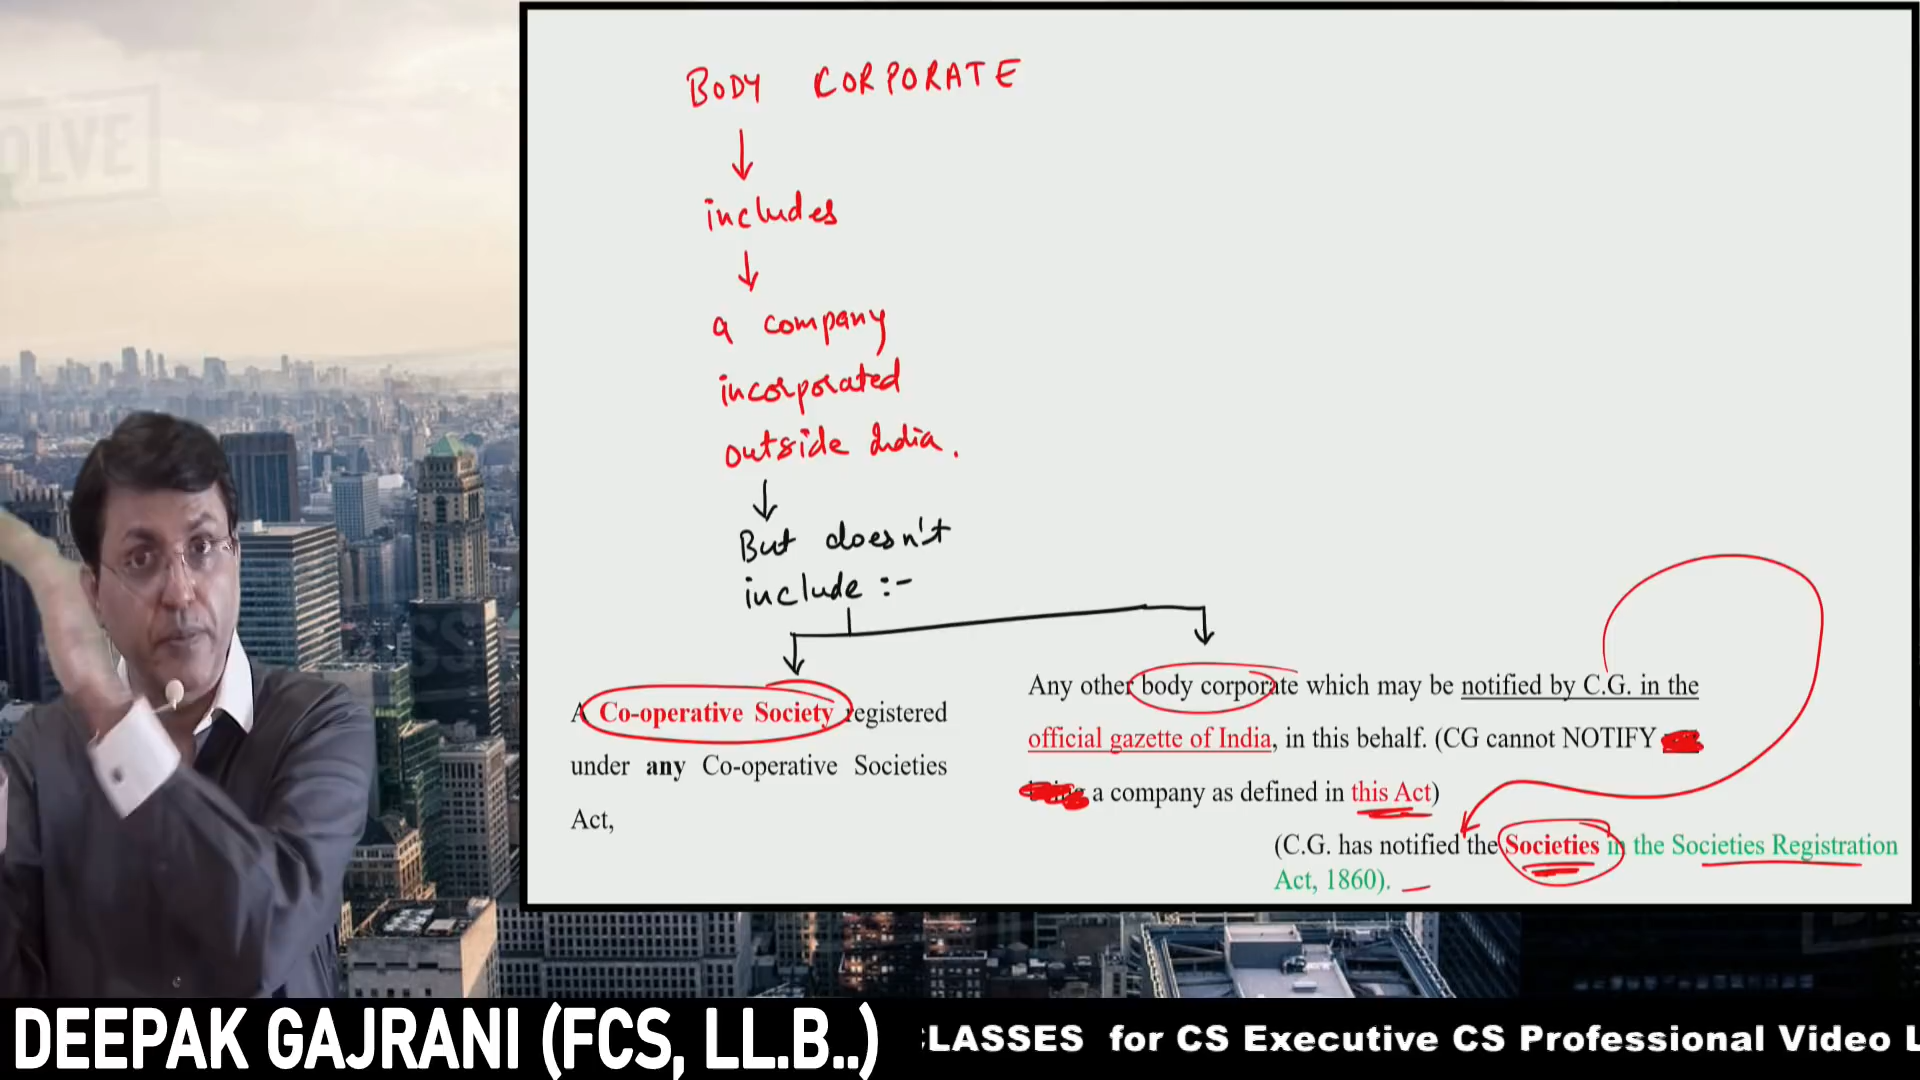 OLVE
BODY CORPORATE
includes
a company
incorporated
outside India.
But doesn't
include :-
A Co-operative Society registered
under any Co-operative Societies
Act,
Any other body corporate which may be notified by C.G. in the
official gazette of India, in this behalf. (CG cannot NOTIFY
a company as defined in this Act)
(C.G. has notified the Societies in the Societies Registration
Act, 1860).
DEEPAK GAJRANI (FCS, LL.B..)
CLASSES for CS Executive CS Professional Video L